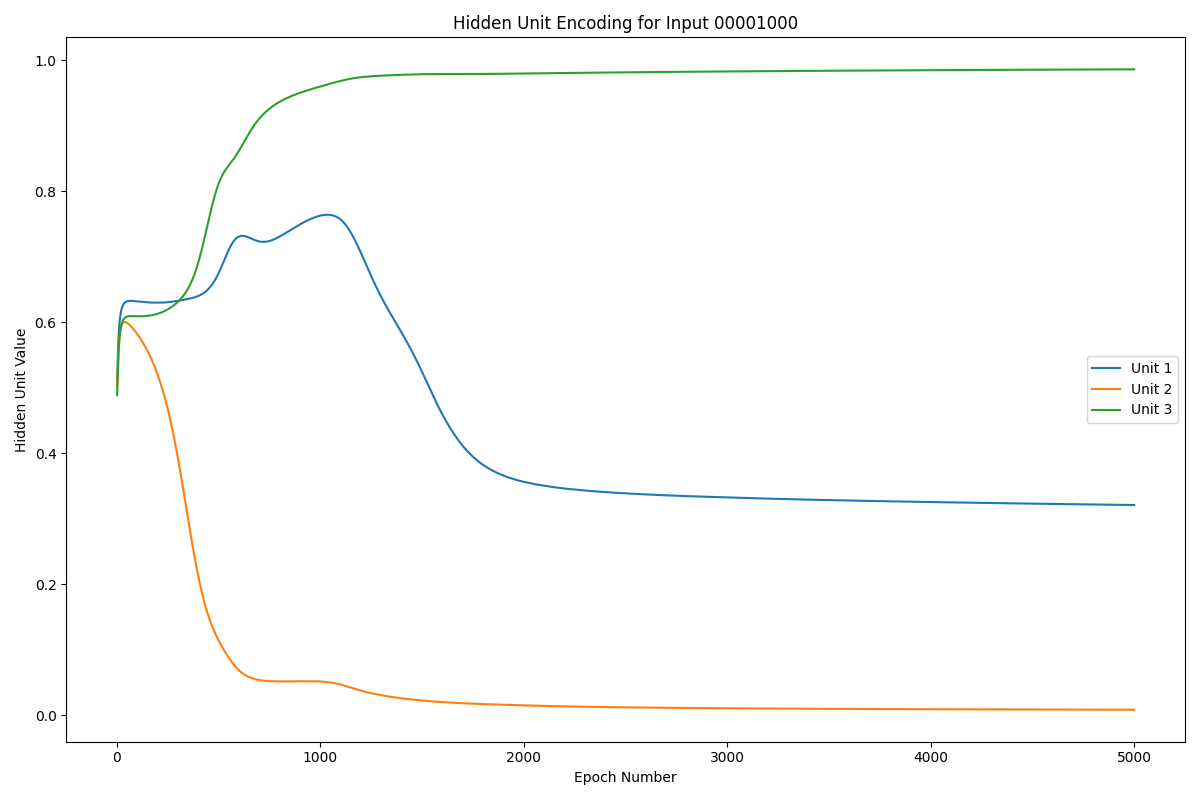 Hidden Unit Encoding for Input 00001000
Hidden Unit Value
1.0
0.8
0.6
0.4
0.2
0.0
Unit 1
Unit 2
Unit 3
0 1000 2000 3000 4000 5000
Epoch Number